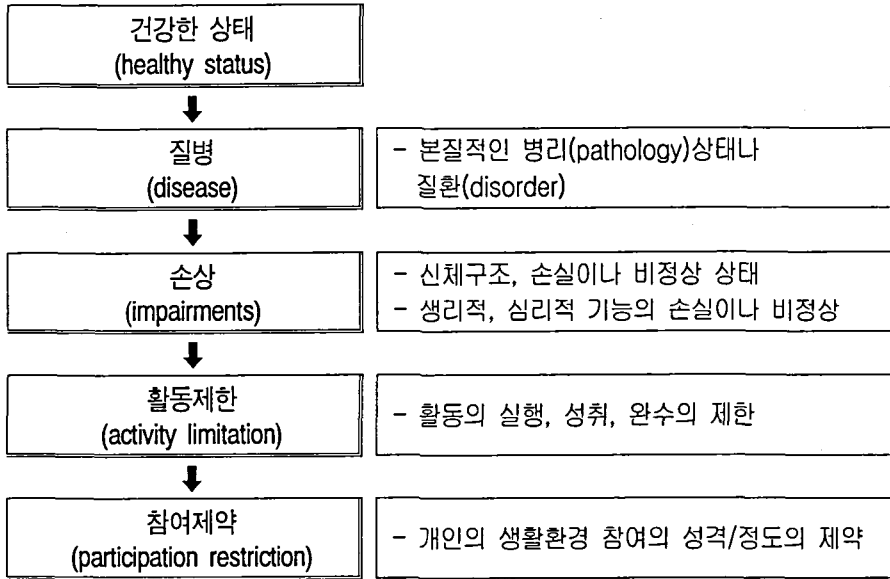 건강한 상태
(healthy status)
질병
(disease)
- 본질적인 병리(pathology)상태나
질환(disorder)
손상
(impairments)
- 신체구조, 손실이나 비정상 상태
- 생리적, 심리적 기능의 손실이나 비정상
활동제한
(activity limitation)
- 활동의 실행, 성취, 완수의 제한
참여제약
(participation restriction)
- 개인의 생활환경 참여의 성격/정도의 제약